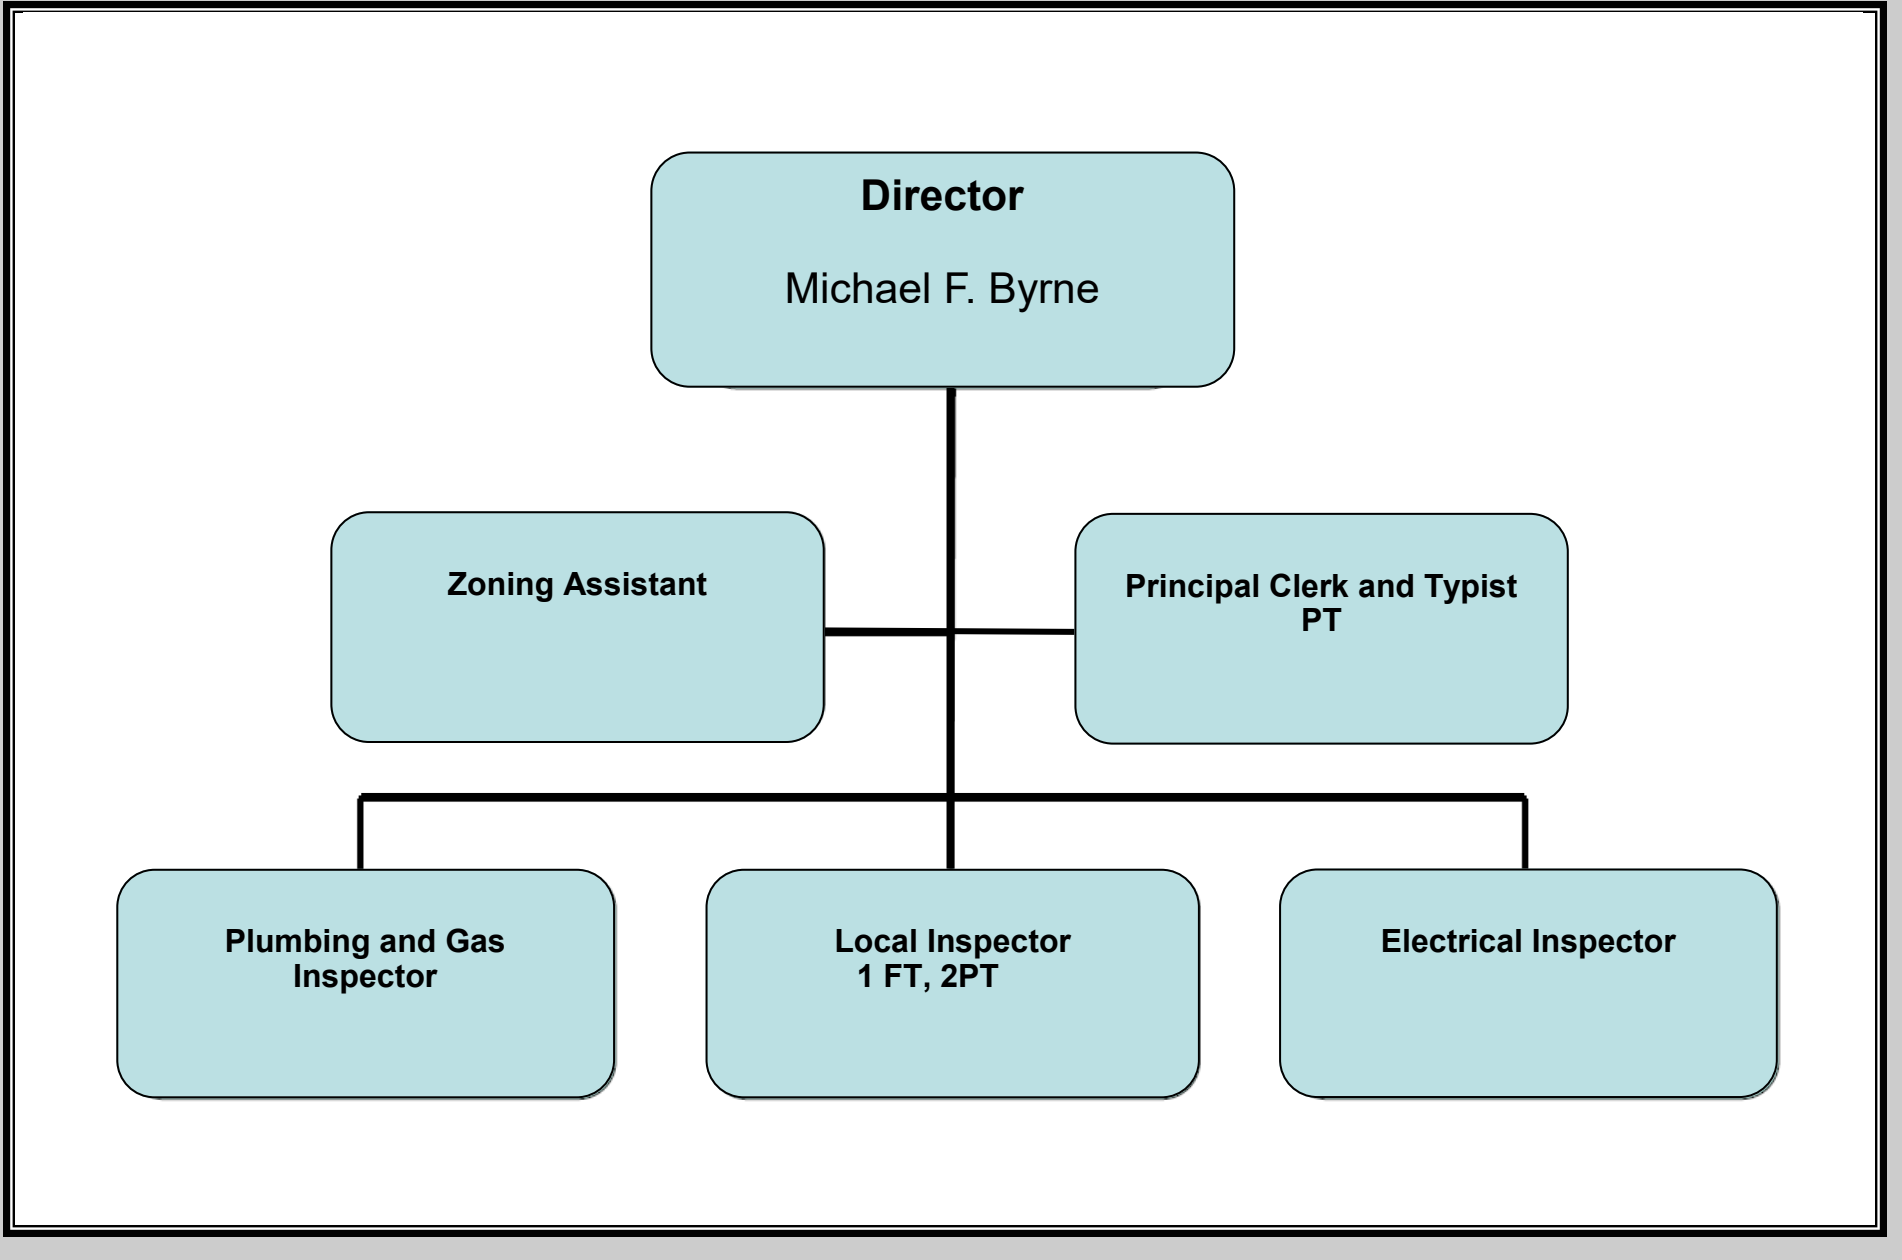 Director
Michael F. Byrne
Zoning Assistant
Principal Clerk and Typist
PT
Plumbing and Gas
Inspector
Local Inspector
1 FT, 2PT
Electrical Inspector